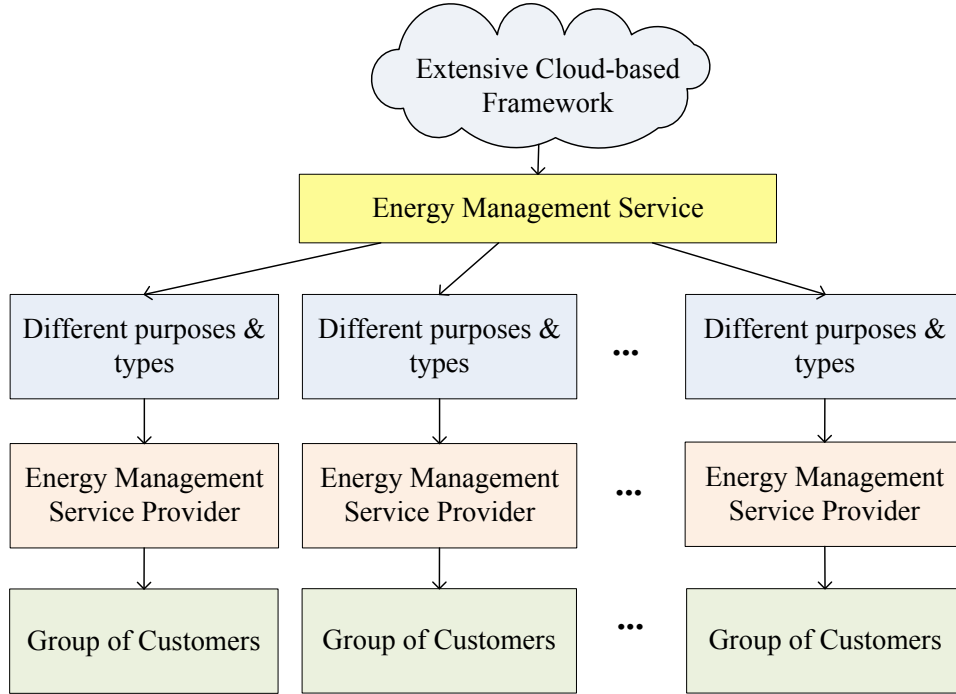 Extensive Cloud-based
Framework
Energy Management Service
Different purposes &
types
Different purposes &
types
...
Different purposes &
types
Energy Management
Service Provider
Energy Management
Service Provider
...
Energy Management
Service Provider
Group of Customers
Group of Customers
...
Group of Customers